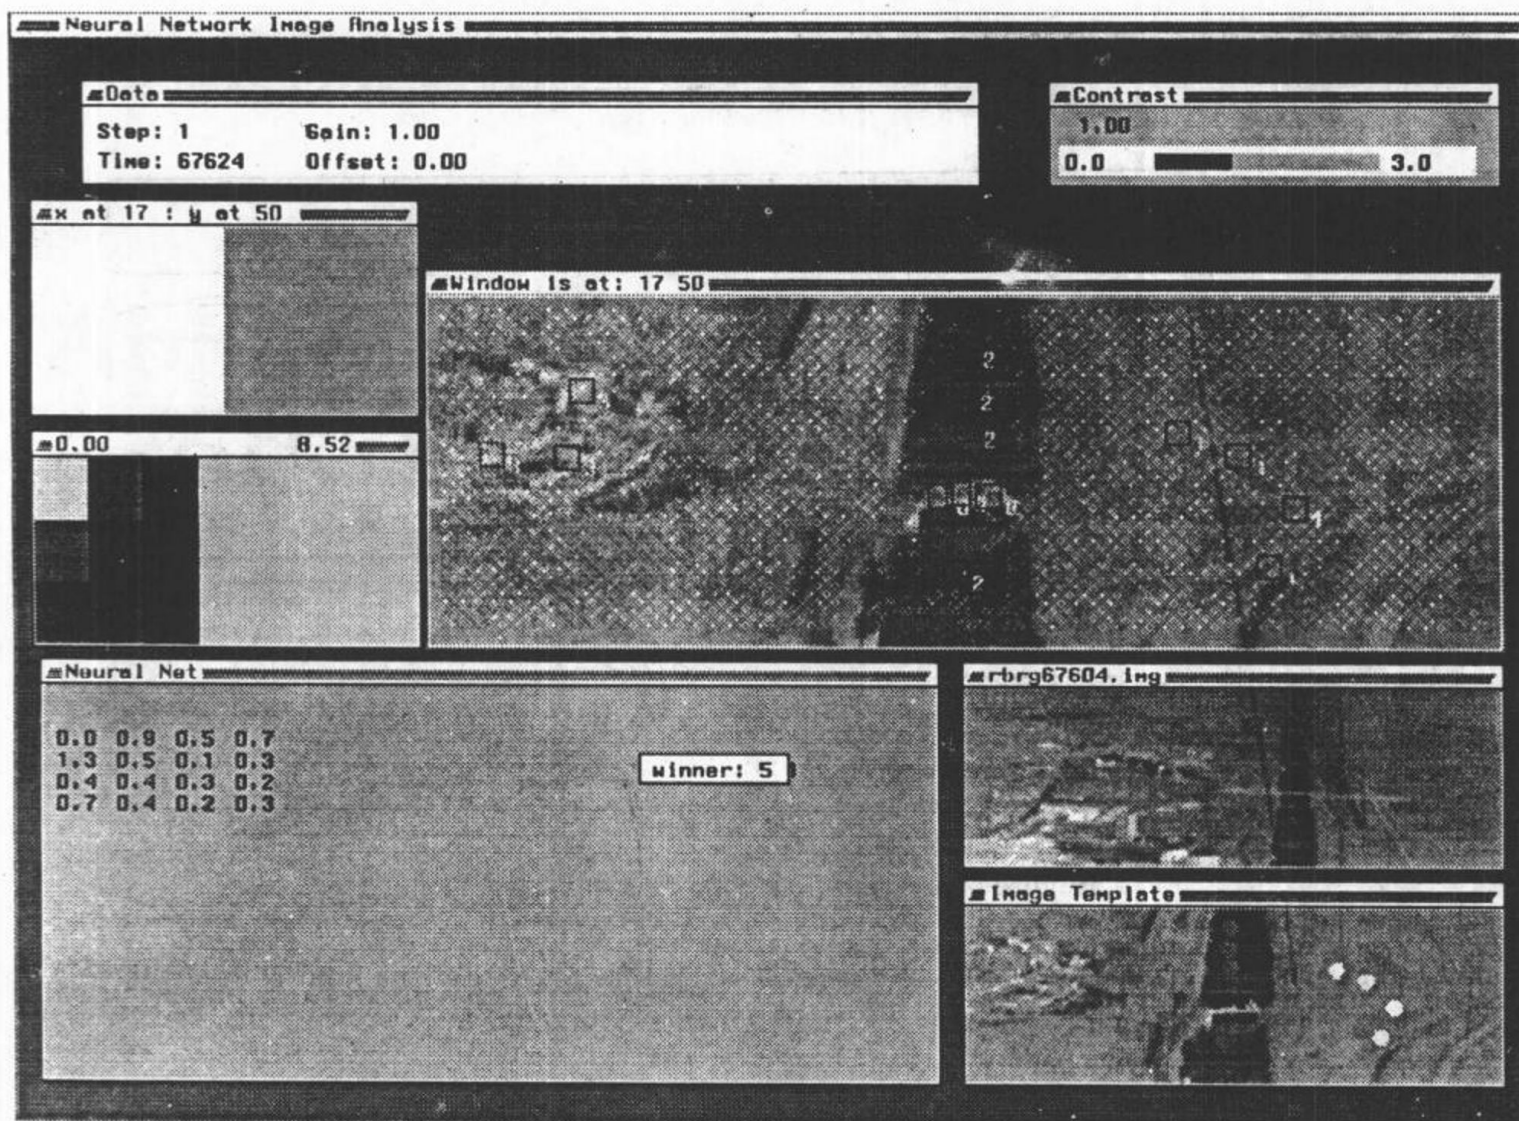 Neural Network Image Analysis
Data
Step: 1 Gain: 1.00
Time: 67624 Offset: 0.00
Contrast
1.00
0.0 3.0
x at 17 : y at 50
Window is at: 17 50
2
2
2
2
0.00 8.52
Neural Net
0.0 0.9 0.5 0.7
1.3 0.5 0.1 0.3
0.4 0.4 0.3 0.2
0.7 0.4 0.2 0.3
winner: 5
rbrg67604.img
Image Template